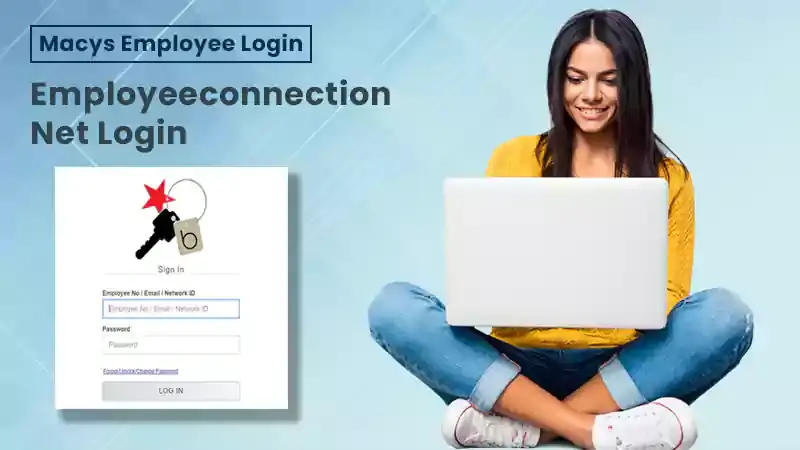 Macys Employee Login
Employeeconnection
Net Login
b
Sign In
Employee No / Email / Network ID
Employee No / Email / Network ID
Password
Password
Forgot/Unlock/Change Password
LOG IN